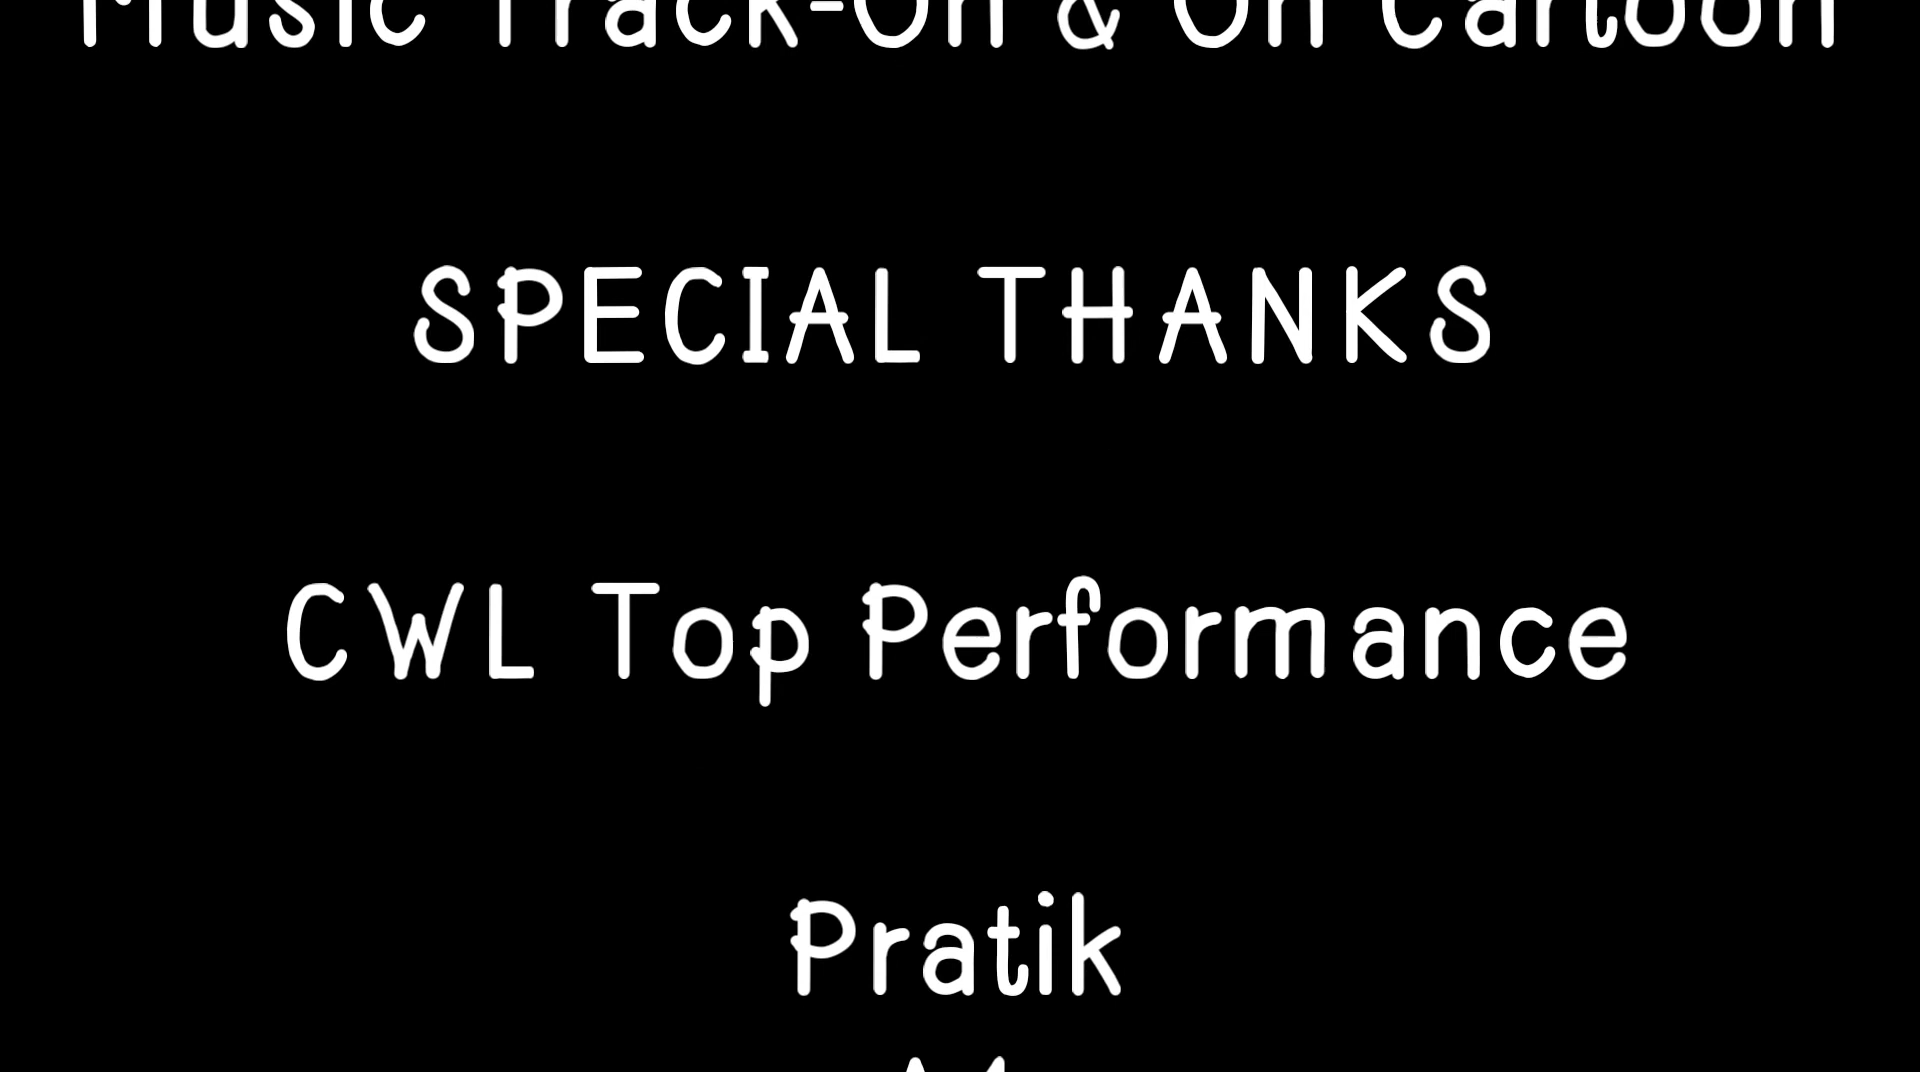 Music Track-On & On Cartoon
SPECIAL THANKS
CWL Top Performance
Pratik